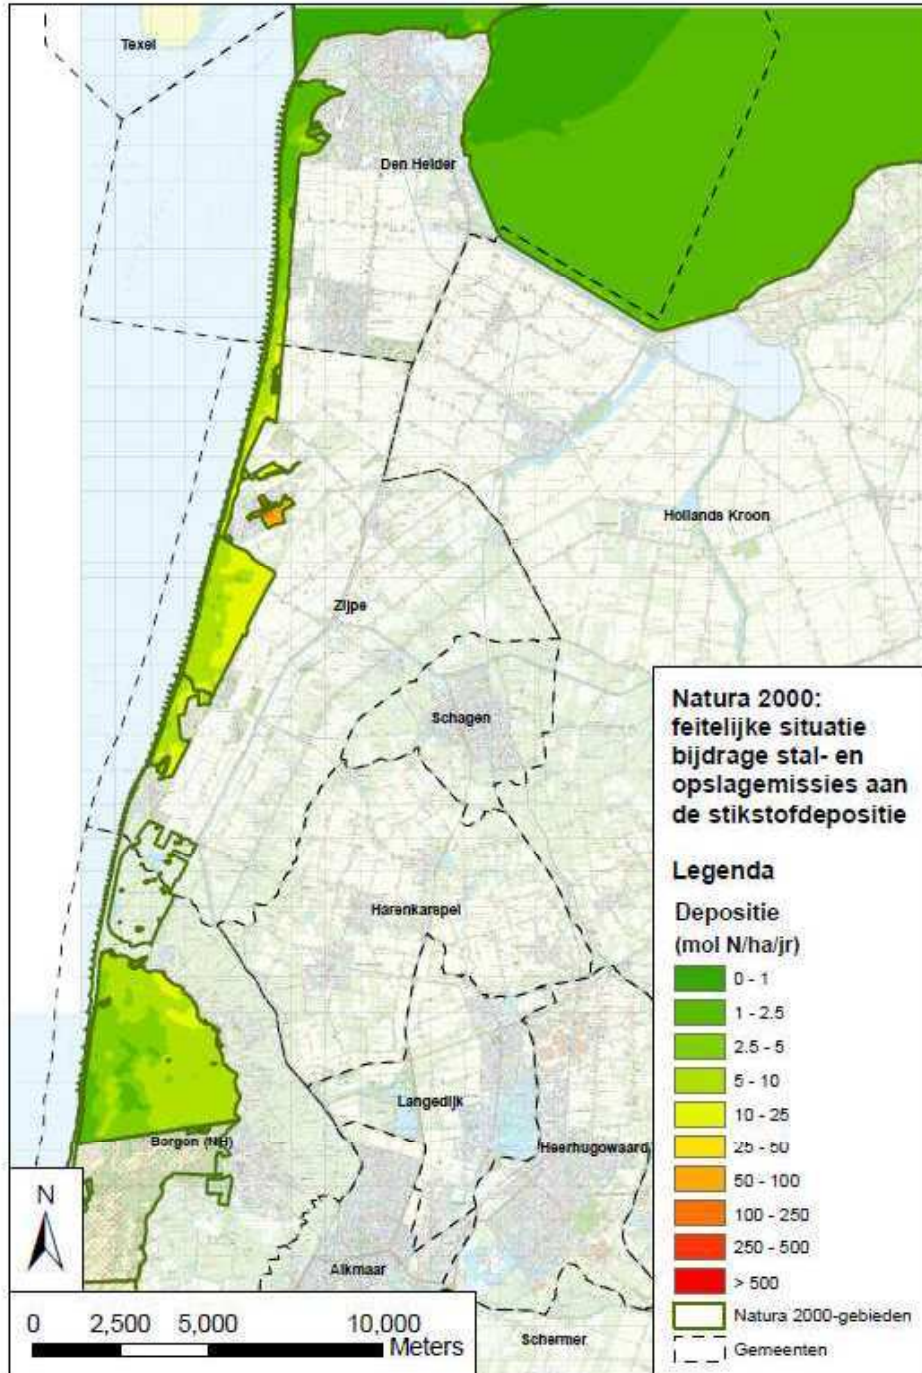 Texel
Den Helder
Hollands Kroon
Zijpe
Schagen
Harenkarspel
Langedijk
Bergen (NH)
Heerhugowaard
Alkmaar
Schermer
N
0 2,500 5,000 10,000
Meters
Natura 2000:
feitelijke situatie
bijdrage stal- en
opslagemissies aan
de stikstofdepositie
Legenda
Depositie
(mol N/ha/jr)
0 - 1
1 - 2.5
2.5 - 5
5 - 10
10 - 25
25 - 50
50 - 100
100 - 250
250 - 500
> 500
Natura 2000-gebieden
Gemeenten